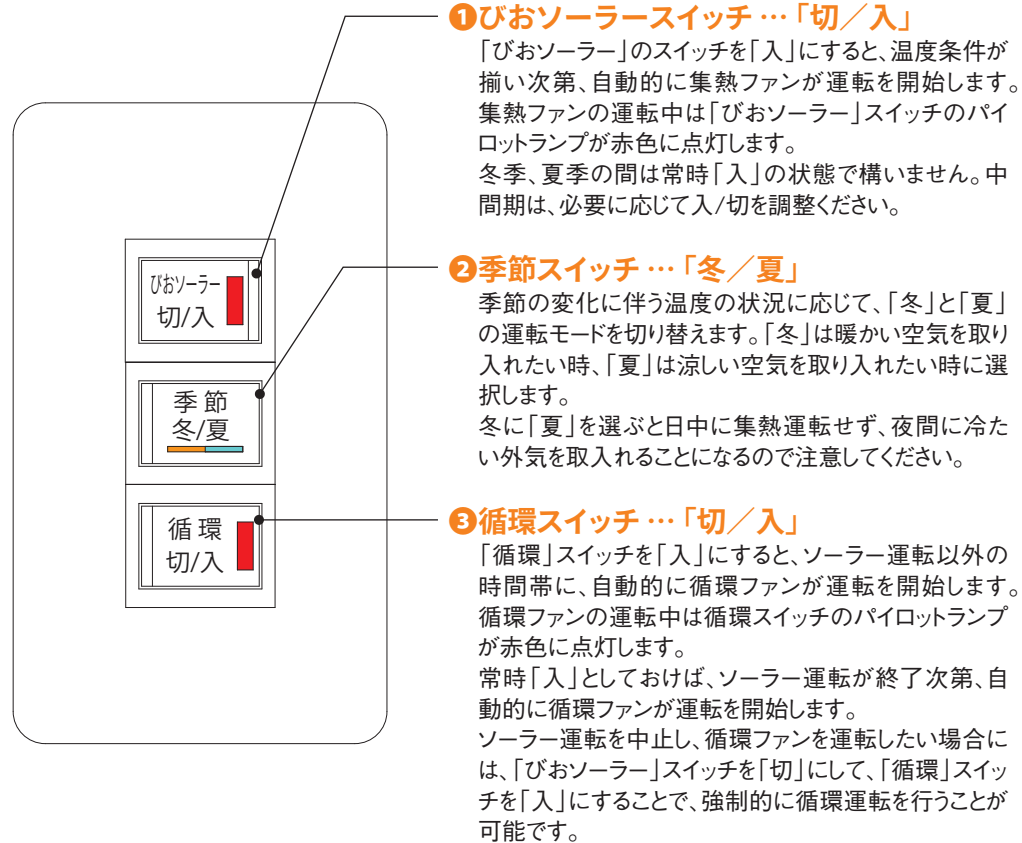 ❶びおソーラースイッチ…「切／入」
「びおソーラー」のスイッチを「入」にすると、温度条件が
揃い次第、自動的に集熱ファンが運転を開始します。
集熱ファンの運転中は「びおソーラー」スイッチのパイ
ロットランプが赤色に点灯します。
冬季、夏季の間は常時「入」の状態で構いません。中
間期は、必要に応じて入/切を調整ください。
びおソーラー
切/入
❷季節スイッチ…「冬／夏」
季節の変化に伴う温度の状況に応じて、「冬」と「夏」
の運転モードを切り替えます。「冬」は暖かい空気を取り
入れたい時、「夏」は涼しい空気を取り入れたい時に選
択します。
冬に「夏」を選ぶと日中に集熱運転せず、夜間に冷た
い外気を取入れることになるので注意してください。
季節
冬/夏
❸循環スイッチ…「切／入」
「循環」スイッチを「入」にすると、ソーラー運転以外の
時間帯に、自動的に循環ファンが運転を開始します。
循環ファンの運転中は循環スイッチのパイロットランプ
が赤色に点灯します。
常時「入」としておけば、ソーラー運転が終了次第、自
動的に循環ファンが運転を開始します。
ソーラー運転を中止し、循環ファンを運転したい場合に
は、「びおソーラー」スイッチを「切」にして、「循環」スイッ
チを「入」にすることで、強制的に循環運転を行うことが
可能です。
循環
切/入